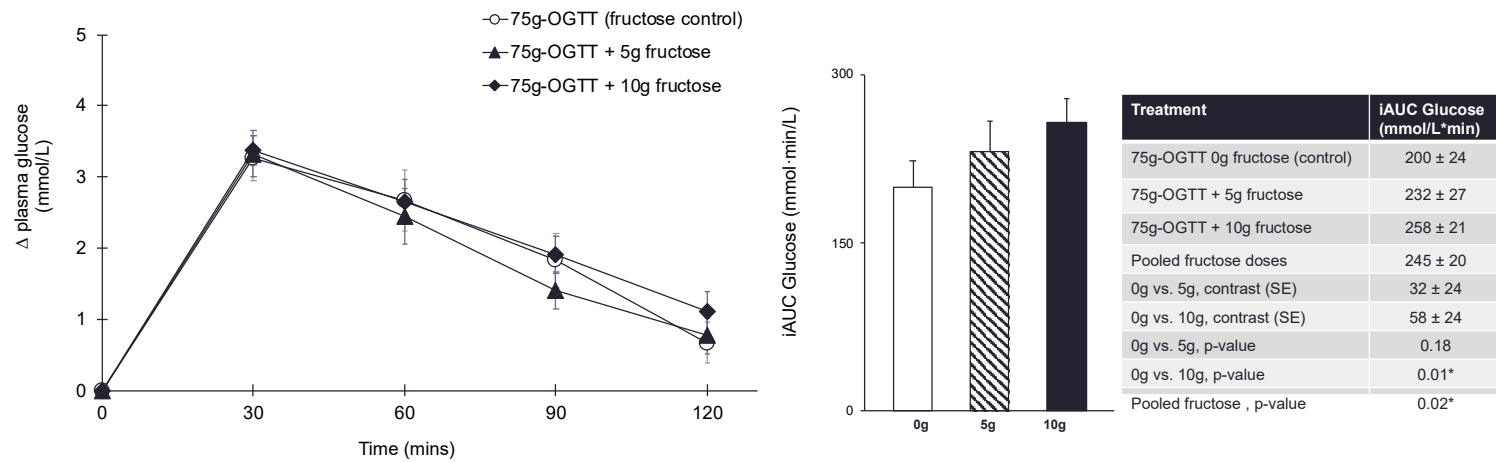 75g-OGTT (fructose control)
75g-OGTT + 5g fructose
75g-OGTT + 10g fructose
Δ plasma glucose
(mmol/L)
5
4
3
2
1
0
0 30 60 90 120
Time (mins)
iAUC Glucose (mmol·min/L)
300
150
0
0g 5g 10g
Treatment iAUC Glucose
(mmol/L*min)
75g-OGTT 0g fructose (control) 200 ± 24
75g-OGTT + 5g fructose 232 ± 27
75g-OGTT + 10g fructose 258 ± 21
Pooled fructose doses 245 ± 20
0g vs. 5g, contrast (SE) 32 ± 24
0g vs. 10g, contrast (SE) 58 ± 24
0g vs. 5g, p-value 0.18
0g vs. 10g, p-value 0.01*
Pooled fructose , p-value 0.02*